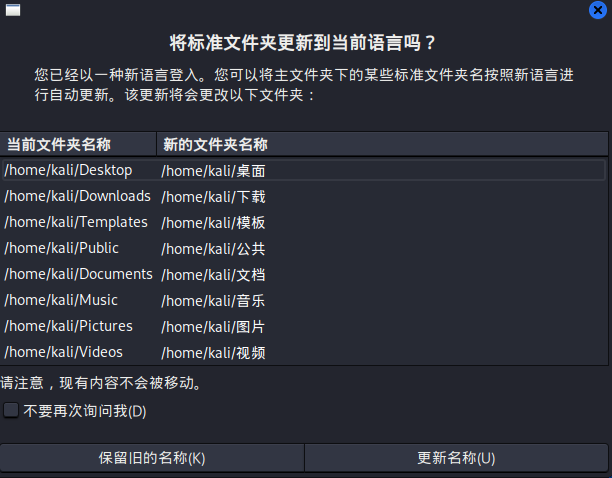 将标准文件夹更新到当前语言吗？
您已经以一种新语言登入。您可以将主文件夹下的某些标准文件夹名按照新语言进
行自动更新。该更新将会更改以下文件夹：
当前文件夹名称 新的文件夹名称
/home/kali/Desktop /home/kali/桌面
/home/kali/Downloads /home/kali/下载
/home/kali/Templates /home/kali/模板
/home/kali/Public /home/kali/公共
/home/kali/Documents /home/kali/文档
/home/kali/Music /home/kali/音乐
/home/kali/Pictures /home/kali/图片
/home/kali/Videos /home/kali/视频
请注意，现有内容不会被移动。
不要再次询问我(D)
保留旧的名称(K) 更新名称(U)